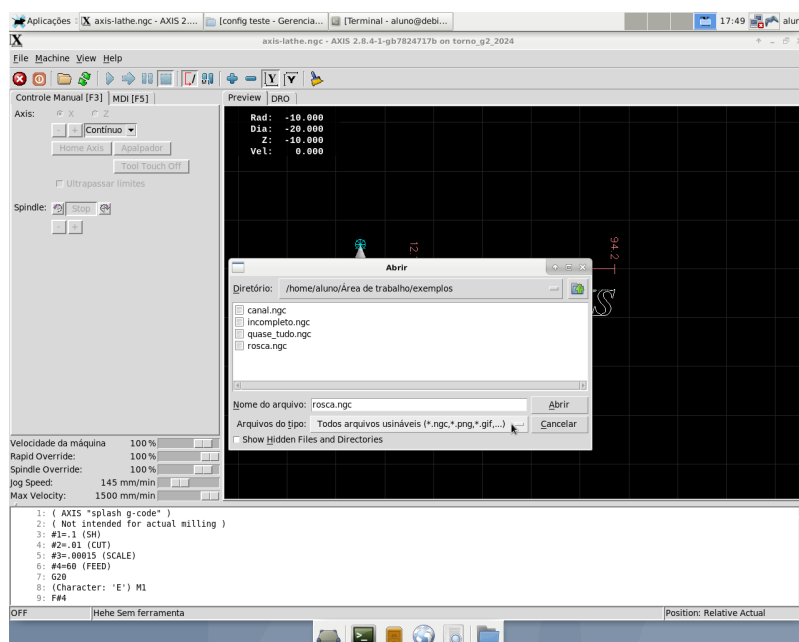 Aplicações
axis-lathe.ngc - AXIS 2....
[config teste - Gerencia...
[Terminal - aluno@debi...
17:49
alun
axis-lathe.ngc - AXIS 2.8.4-1-gb7824717b on torno_g2_2024
File Machine View Help
Controle Manual [F3] MDI [F5]
Preview DRO
Axis: X Z
- + Contínuo
Home Axis Apalpador
Tool Touch Off
Ultrapassar limites
Spindle: Stop
- +
Rad: -10.000
Dia: -20.000
Z: -10.000
Vel: 0.000
94.2
Abrir
Diretório: /home/aluno/Área de trabalho/exemplos
canal.ngc
incompleto.ngc
quase_tudo.ngc
rosca.ngc
Nome do arquivo: rosca.ngc Abrir
Arquivos do tipo: Todos arquivos usináveis (*.ngc,*.png,*.gif,...) Cancelar
Show Hidden Files and Directories
Velocidade da máquina 100 %
Rapid Override: 100 %
Spindle Override: 100 %
Jog Speed: 145 mm/min
Max Velocity: 1500 mm/min
1: ( AXIS "splash g-code" )
2: ( Not intended for actual milling )
3: #1=.1 (SH)
4: #2=.01 (CUT)
5: #3=.00015 (SCALE)
6: #4=60 (FEED)
7: G20
8: (Character: 'E') M1
9: F#4
OFF Hehe Sem ferramenta Position: Relative Actual